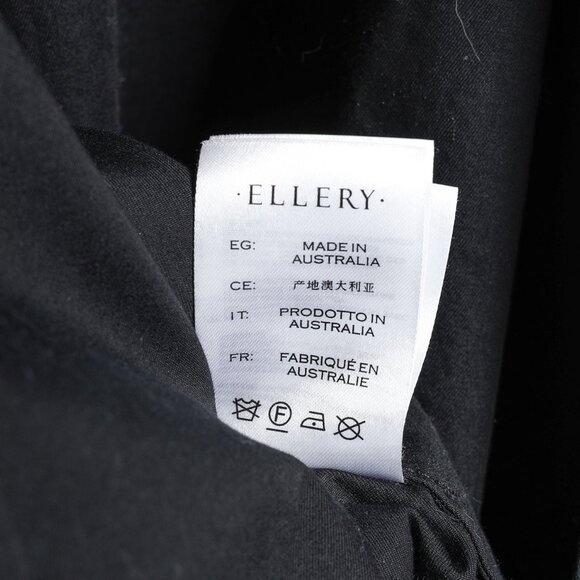 ·ELLERY·
EG: MADE IN
AUSTRALIA
CE: 产地澳大利亚
IT: PRODOTTO IN
AUSTRALIA
FR: FABRIQUÉ EN
AUSTRALIE
F